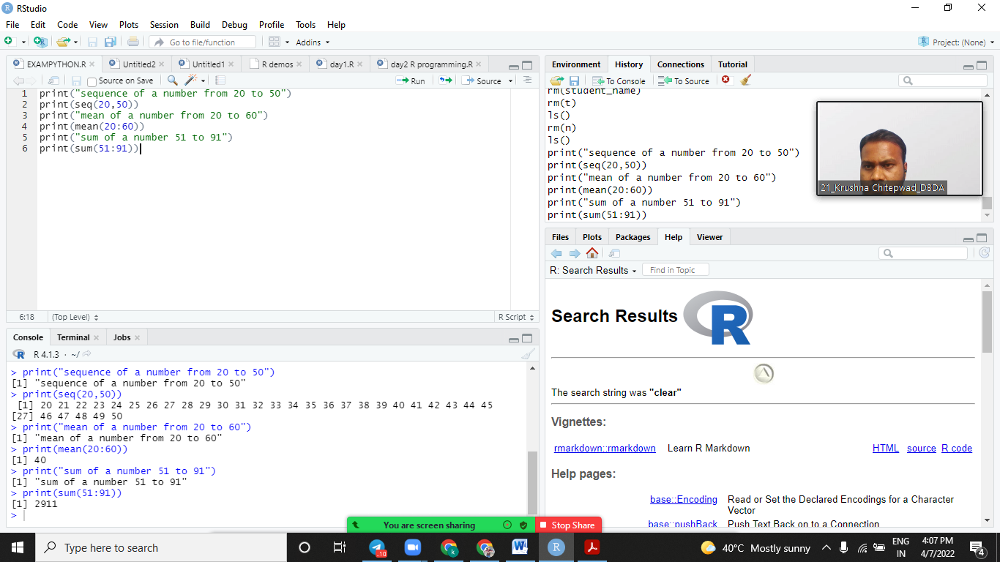 RStudio
File Edit Code View Plots Session Build Debug Profile Tools Help
Go to file/function Addins Project: (None)
EXAMPYTHON.R Untitled2 Untitled1 R demos day1.R day2 R programming.R
Source on Save Run Source
1 print("sequence of a number from 20 to 50")
2 print(seq(20,50))
3 print("mean of a number from 20 to 60")
4 print(mean(20:60))
5 print("sum of a number 51 to 91")
6 print(sum(51:91))
6:18 (Top Level) R Script
Console Terminal Jobs
R 4.1.3 · ~/
> print("sequence of a number from 20 to 50")
[1] "sequence of a number from 20 to 50"
> print(seq(20,50))
[1] 20 21 22 23 24 25 26 27 28 29 30 31 32 33 34 35 36 37 38 39 40 41 42 43 44 45
[27] 46 47 48 49 50
> print("mean of a number from 20 to 60")
[1] "mean of a number from 20 to 60"
> print(mean(20:60))
[1] 40
> print("sum of a number 51 to 91")
[1] "sum of a number 51 to 91"
> print(sum(51:91))
[1] 2911
>
Environment History Connections Tutorial
To Console To Source
rm(student_name)
rm(t)
ls()
rm(n)
ls()
print("sequence of a number from 20 to 50")
print(seq(20,50))
print("mean of a number from 20 to 60")
print(mean(20:60))
print("sum of a number 51 to 91")
print(sum(51:91))
21_Krushna Chitepwad_DBDA
Files Plots Packages Help Viewer
R: Search Results Find in Topic
Search Results R
The search string was "clear"
Vignettes:
rmarkdown::rmarkdown Learn R Markdown HTML source R code
Help pages:
base::Encoding Read or Set the Declared Encodings for a Character
Vector
base::pushBack Push Text Back on to a Connection
You are screen sharing Stop Share
Type here to search
.10
k
W
R
40°C Mostly sunny
ENG
IN
4:07 PM
4/7/2022
4